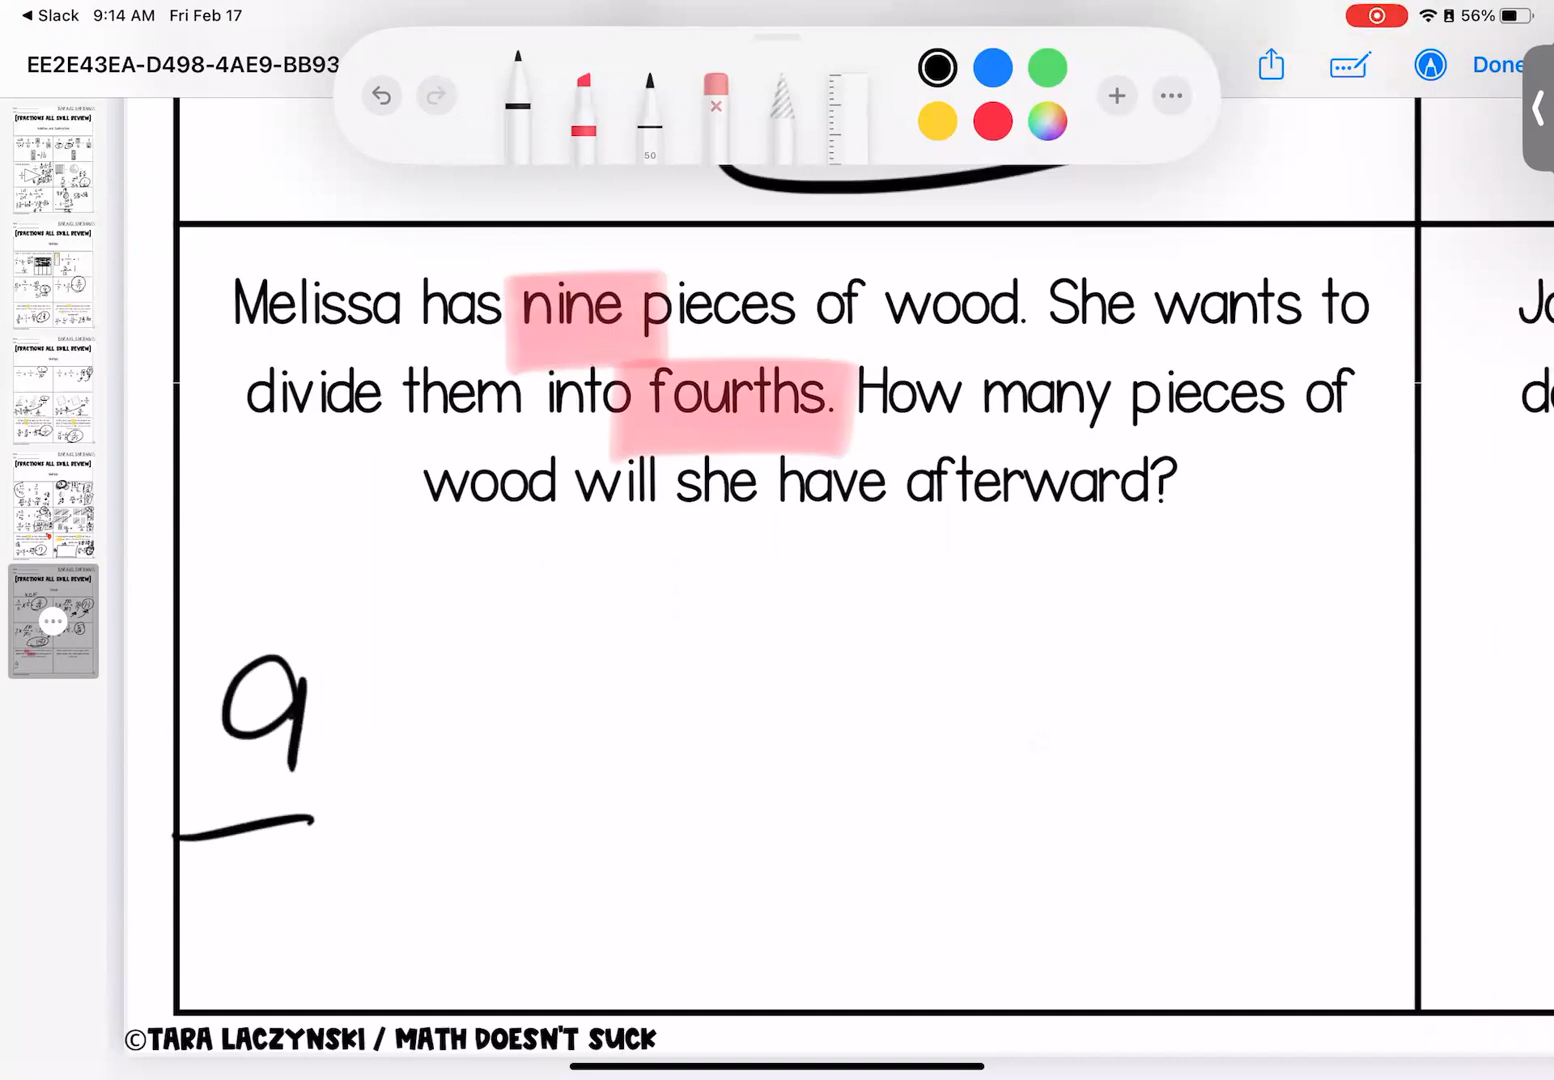 ◀ Slack 9:14 AM Fri Feb 17
56%
EE2E43EA-D498-4AE9-BB93
Done
50
Melissa has nine pieces of wood. She wants to
divide them into fourths. How many pieces of
wood will she have afterward?
9
©TARA LACZYNSKI / MATH DOESN'T SUCK